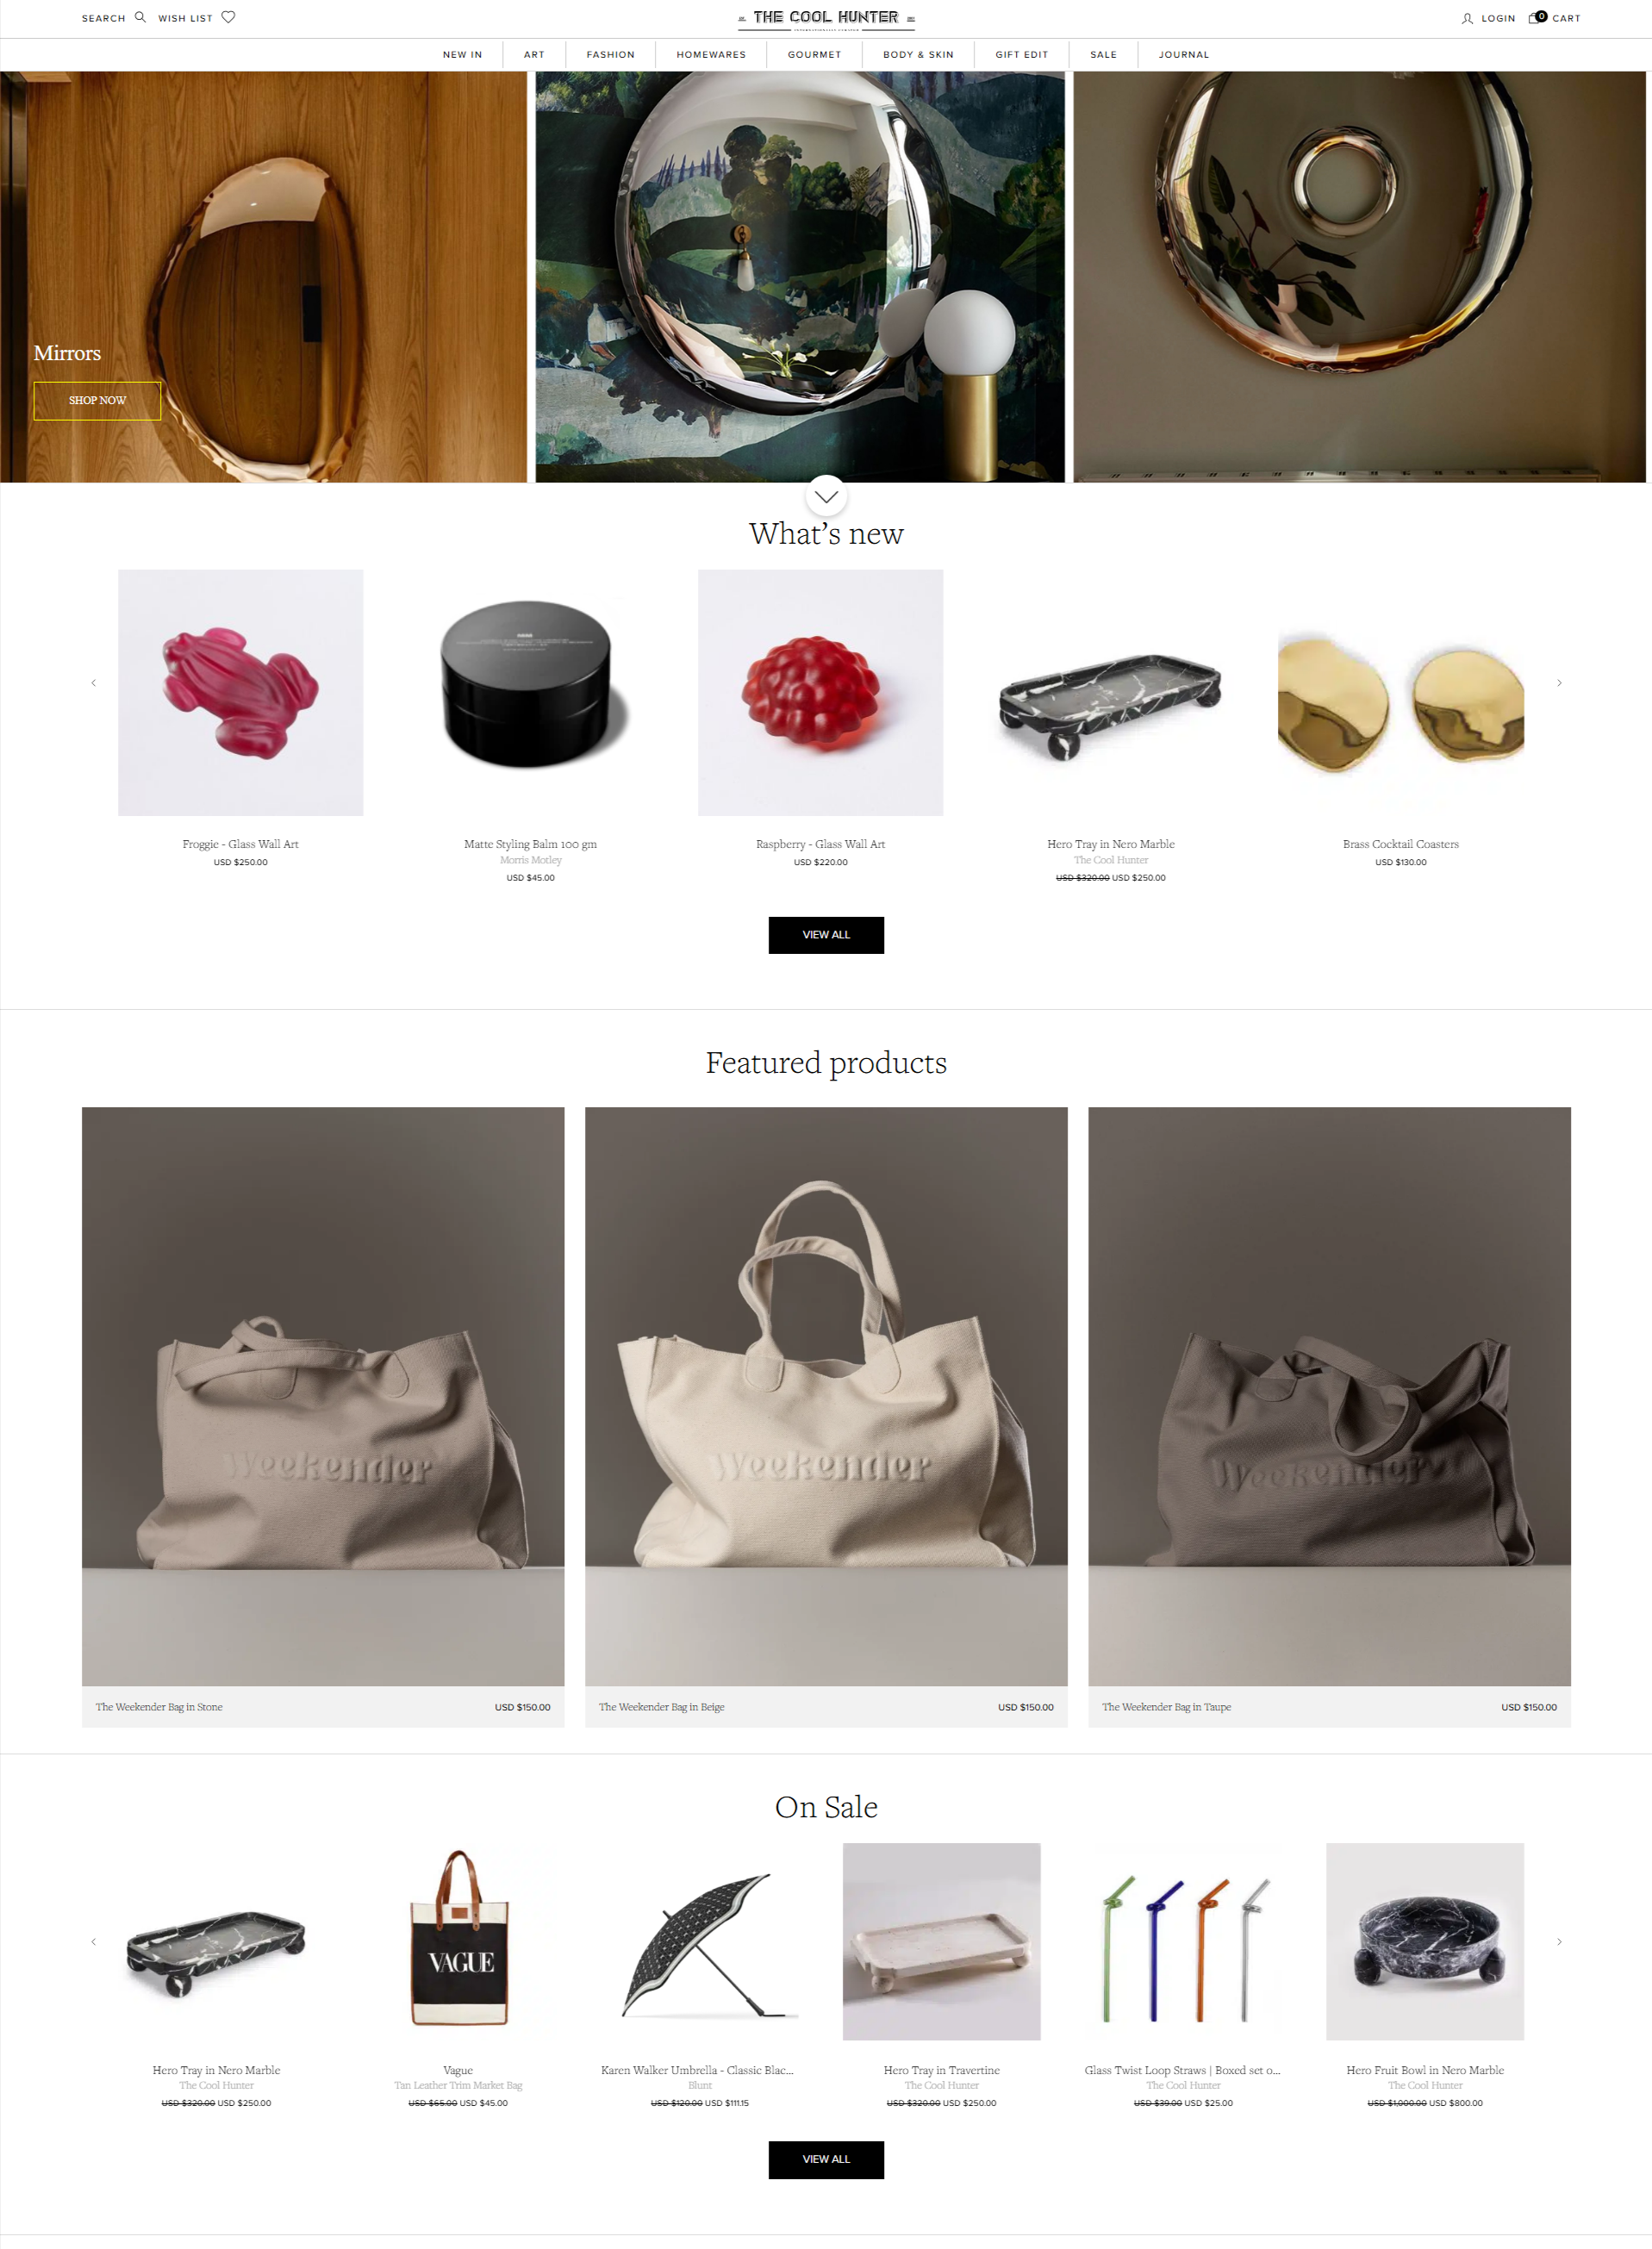 SEARCH WISH LIST
THE COOL HUNTER
LOGIN 0 CART
NEW IN ART FASHION HOMEWARES GOURMET BODY & SKIN GIFT EDIT SALE JOURNAL
Mirrors
SHOP NOW
What's new
Froggie - Glass Wall Art
USD $250.00
Matte Styling Balm 100 gm
Morris Motley
USD $45.00
Raspberry - Glass Wall Art
USD $220.00
Hero Tray in Nero Marble
The Cool Hunter
USD $320.00 USD $250.00
Brass Cocktail Coasters
USD $130.00
VIEW ALL
Featured products
Weekender
Weekender
Weekender
The Weekender Bag in Stone USD $150.00
The Weekender Bag in Beige USD $150.00
The Weekender Bag in Taupe USD $150.00
On Sale
VAGUE
Hero Tray in Nero Marble
The Cool Hunter
USD $320.00 USD $250.00
Vague
Tan Leather Trim Market Bag
USD $65.00 USD $45.00
Karen Walker Umbrella - Classic Blac...
Blunt
USD $120.00 USD $111.15
Hero Tray in Travertine
The Cool Hunter
USD $320.00 USD $250.00
Glass Twist Loop Straws | Boxed set o...
The Cool Hunter
USD $39.00 USD $25.00
Hero Fruit Bowl in Nero Marble
The Cool Hunter
USD $1,000.00 USD $800.00
VIEW ALL